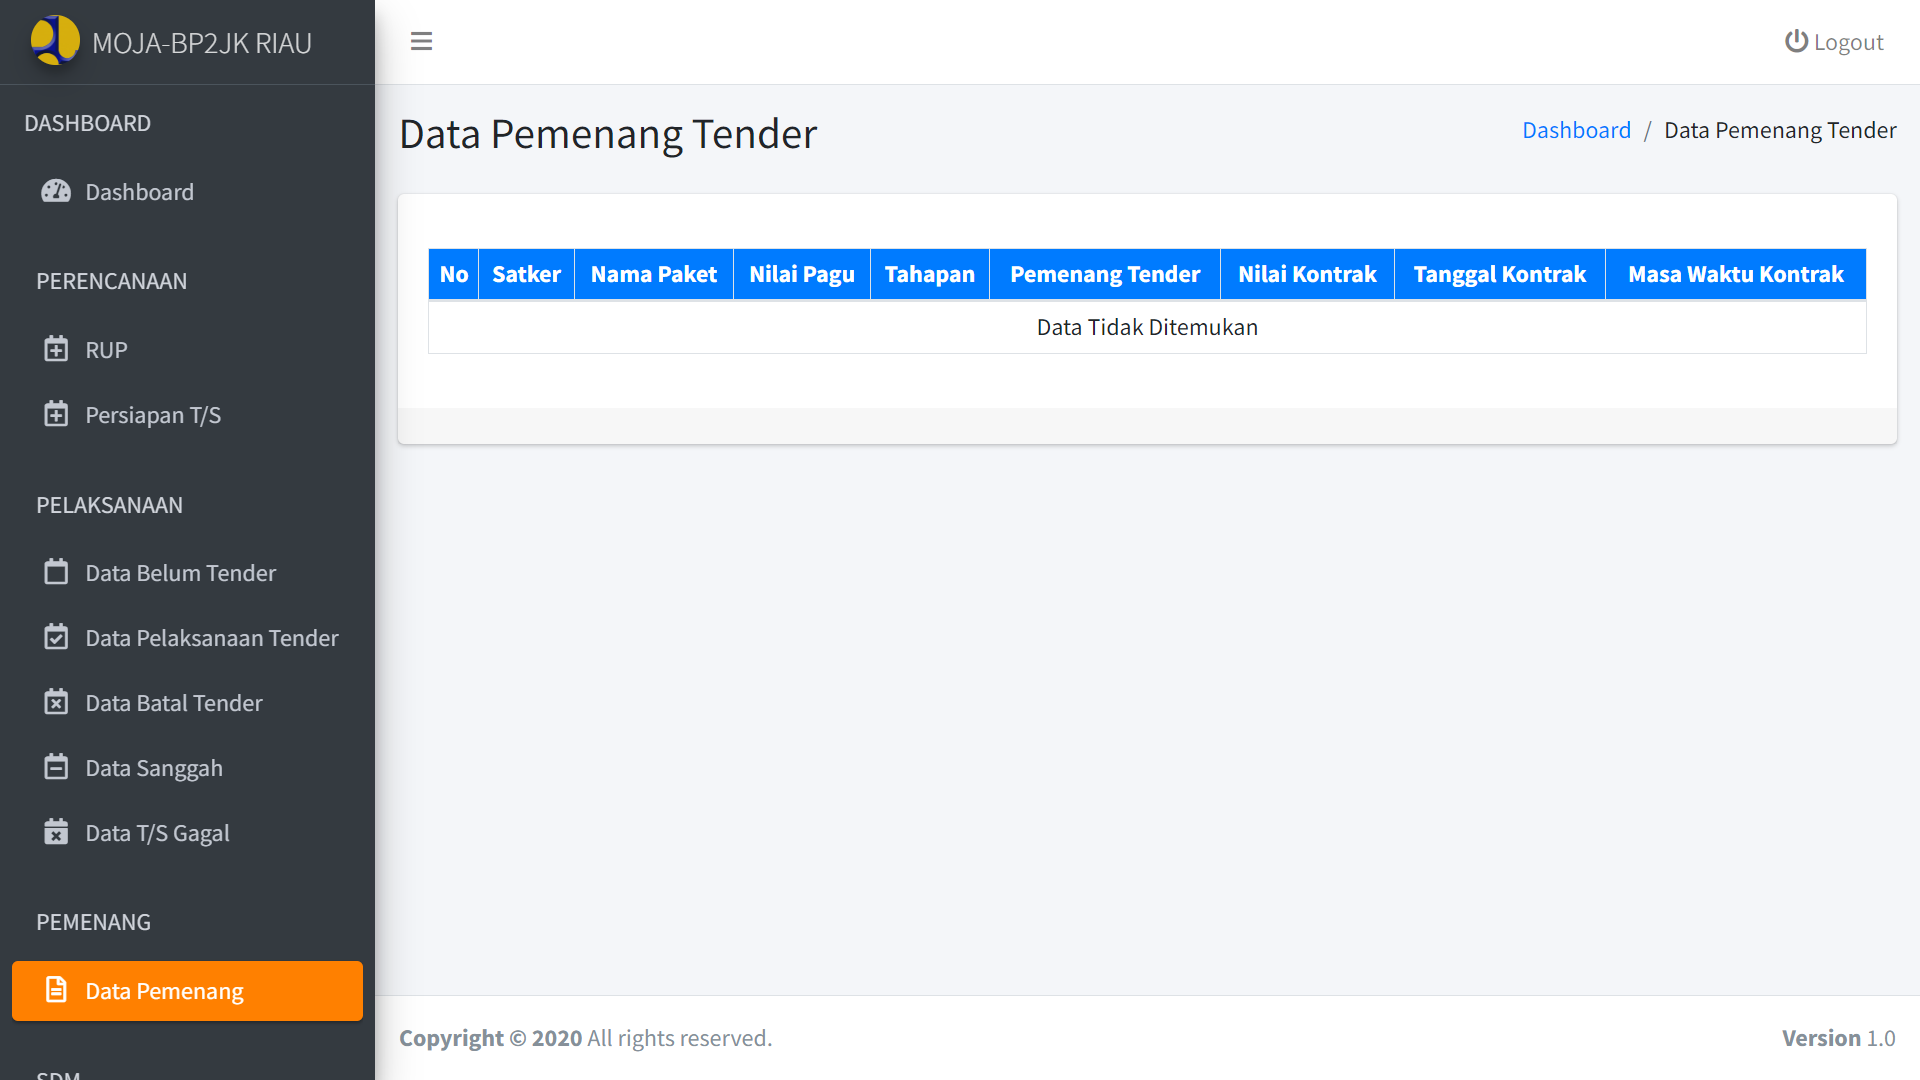 MOJA-BP2JK RIAU
Logout
DASHBOARD
Dashboard
PERENCANAAN
RUP
Persiapan T/S
PELAKSANAAN
Data Belum Tender
Data Pelaksanaan Tender
Data Batal Tender
Data Sanggah
Data T/S Gagal
PEMENANG
Data Pemenang
SDM
Data Pemenang Tender
Dashboard / Data Pemenang Tender
No Satker Nama Paket Nilai Pagu Tahapan Pemenang Tender Nilai Kontrak Tanggal Kontrak Masa Waktu Kontrak
Data Tidak Ditemukan
Copyright © 2020 All rights reserved.
Version 1.0